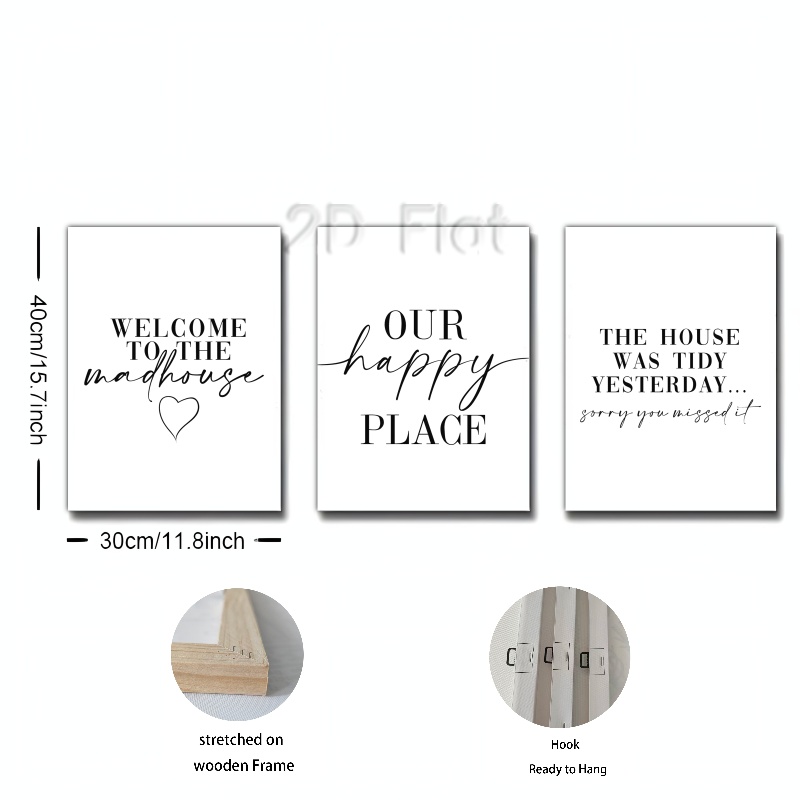 2D Flat
WELCOME
TO THE
madhouse
OUR
happy
PLACE
THE HOUSE
WAS TIDY
YESTERDAY...
sorry you missed it
40cm/15.7inch
30cm/11.8inch
stretched on
wooden Frame
Hook
Ready to Hang